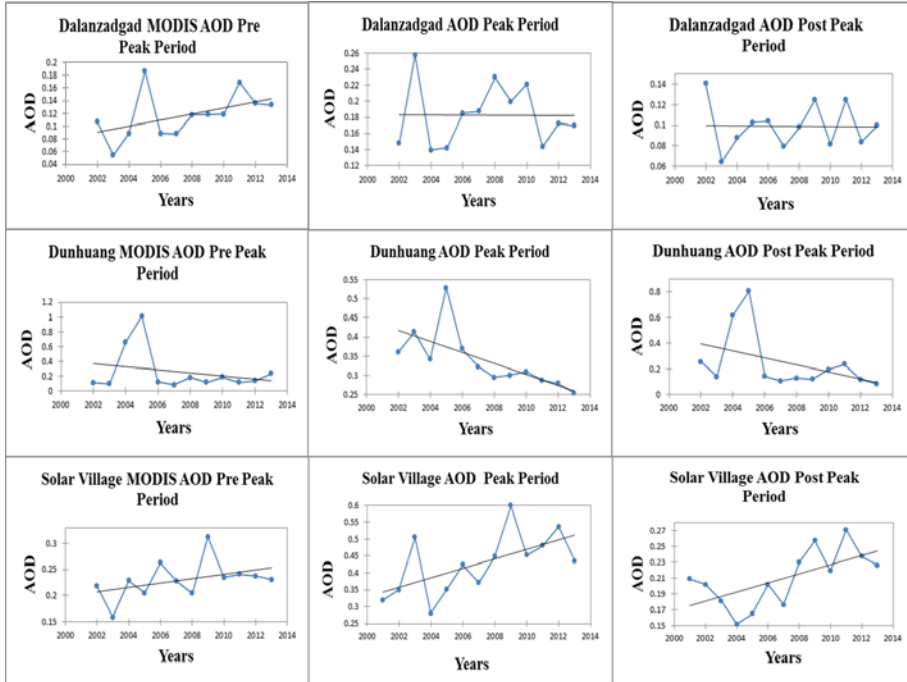 Dalanzadgad MODIS AOD Pre
Peak Period
AOD
0.2
0.18
0.16
0.14
0.12
0.1
0.08
0.06
0.04
2000 2002 2004 2006 2008 2010 2012 2014
Years
Dalanzadgad AOD Peak Period
AOD
0.26
0.24
0.22
0.2
0.18
0.16
0.14
0.12
2000 2002 2004 2006 2008 2010 2012 2014
Years
Dalanzadgad AOD Post Peak
Period
AOD
0.14
0.12
0.1
0.08
0.06
2000 2002 2004 2006 2008 2010 2012 2014
Years
Dunhuang MODIS AOD Pre Peak
Period
AOD
1.2
1
0.8
0.6
0.4
0.2
0
2000 2002 2004 2006 2008 2010 2012 2014
Years
Dunhuang AOD Peak Period
AOD
0.55
0.5
0.45
0.4
0.35
0.3
0.25
2000 2002 2004 2006 2008 2010 2012 2014
Years
Dunhuang AOD Post Peak Period
AOD
0.8
0.6
0.4
0.2
0
2000 2002 2004 2006 2008 2010 2012 2014
Years
Solar Village MODIS AOD Pre Peak
Period
AOD
0.3
0.25
0.2
0.15
2000 2002 2004 2006 2008 2010 2012 2014
Years
Solar Village AOD Peak Period
AOD
0.6
0.55
0.5
0.45
0.4
0.35
0.3
0.25
2000 2002 2004 2006 2008 2010 2012 2014
Years
Solar Village AOD Post Peak
Period
AOD
0.27
0.25
0.23
0.21
0.19
0.17
0.15
2000 2002 2004 2006 2008 2010 2012 2014
Years